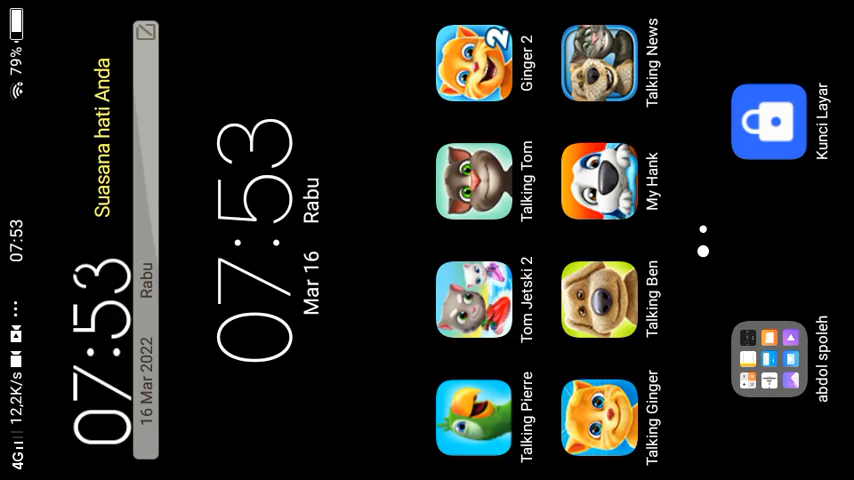 4G 12,2K/s ... 07:53 79%
07:53 Suasana hati Anda
16 Mar 2022 Rabu
07:53
Mar 16 Rabu
2
Talking Pierre Tom Jetski 2 Talking Tom Ginger 2
Talking Ginger Talking Ben My Hank Talking News
abdol spoleh Kunci Layar